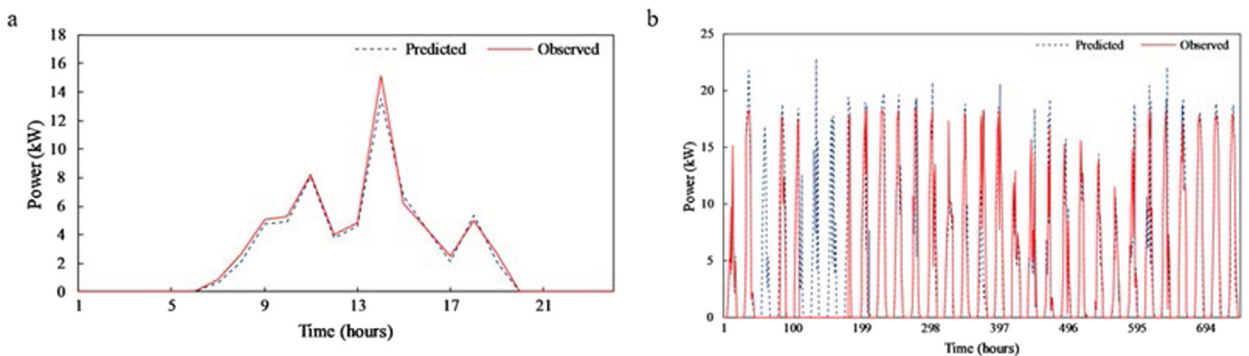 a
18
16
14
12
10
8
6
4
2
0
Power (kW)
Predicted Observed
1 5 9 13 17 21
Time (hours)
b
25
20
15
10
5
0
Power (kW)
Predicted Observed
1 100 199 298 397 496 595 694
Time (hours)